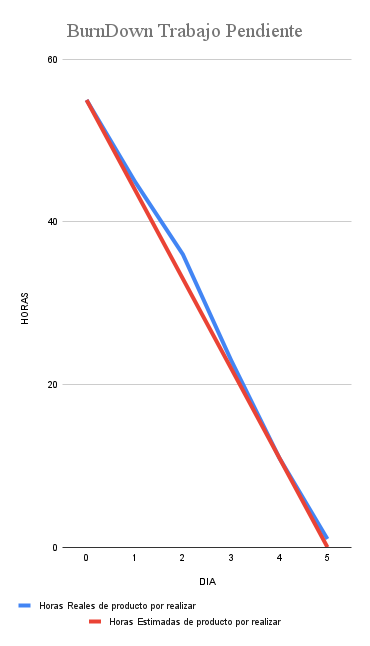 BurnDown Trabajo Pendiente
60
40
20
0
HORAS
0 1 2 3 4 5
DIA
Horas Reales de producto por realizar
Horas Estimadas de producto por realizar